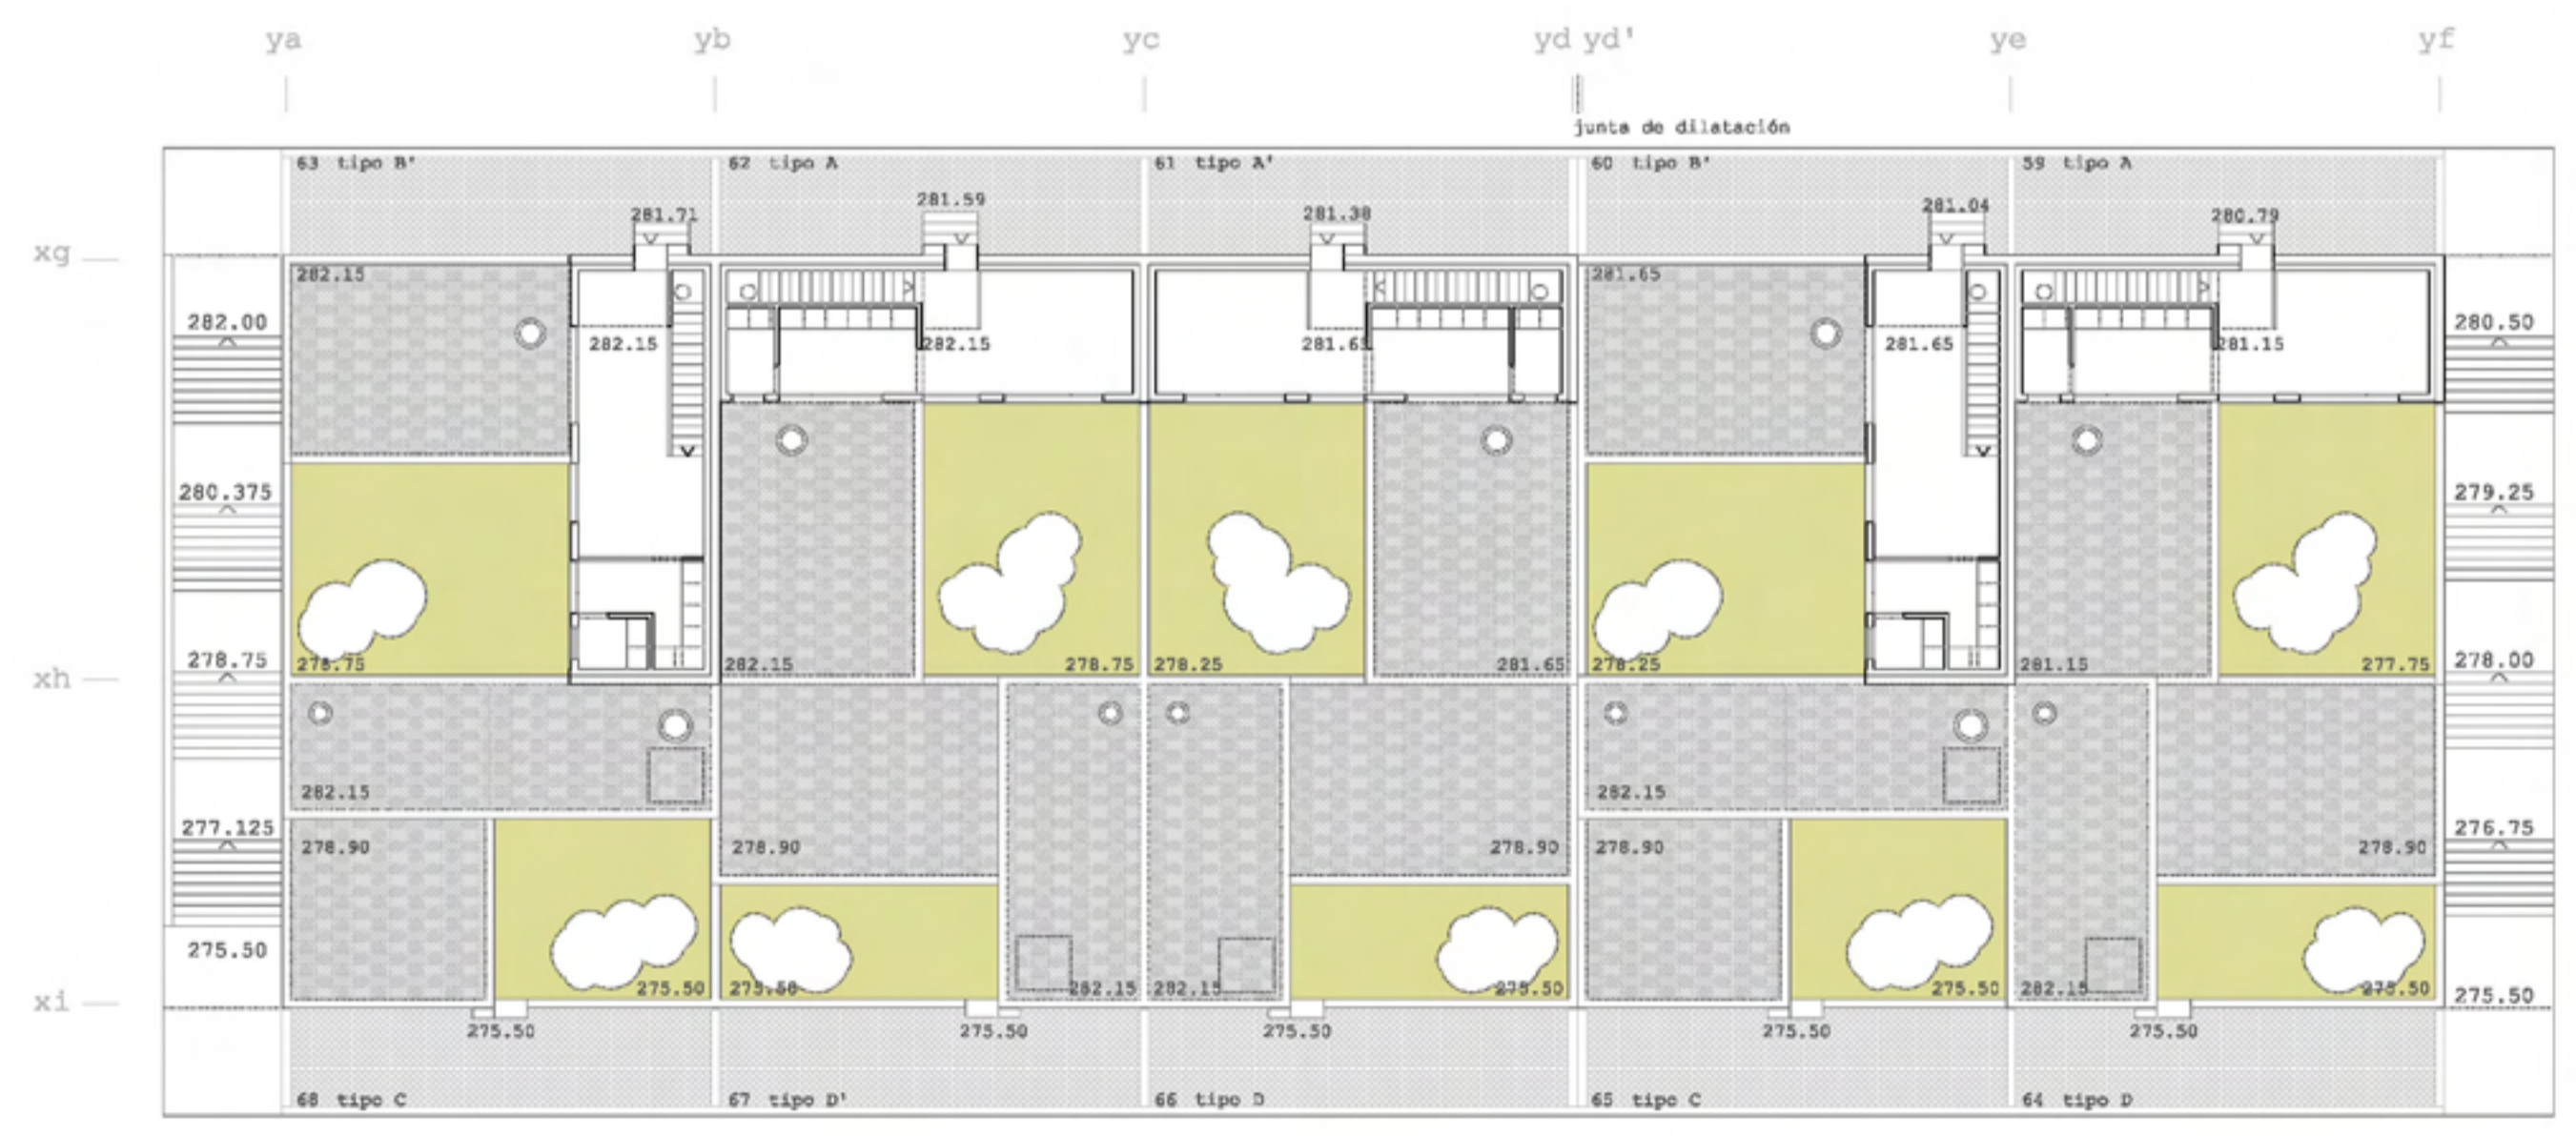 ya yb yc yd yd' ye yf
junta de dilatación
63 tipo B' 62 tipo A 61 tipo A' 60 tipo B' 59 tipo A
281.71 281.59 281.38 281.04 280.79
xg
282.15 281.65
282.00 280.50
282.15 282.15 281.65 281.65 281.15
280.375 279.25
278.75 278.00
278.75 282.15 278.75 278.25 281.65 278.25 281.15 277.75
xh
282.15 282.15
277.125 276.75
278.90 278.90 278.90 278.90 278.90
275.50
275.50 275.50 282.15 282.15 275.50 275.50 282.15 275.50
275.50
xi
275.50 275.50 275.50 275.50 275.50
68 tipo C 67 tipo D' 66 tipo D 65 tipo C 64 tipo D